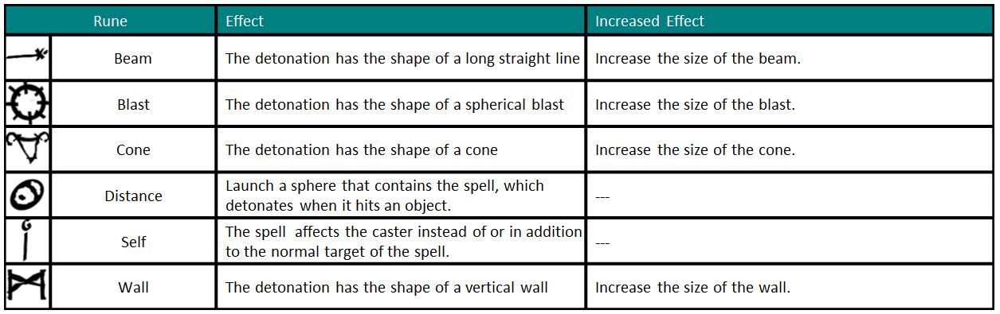 Rune Effect Increased Effect
Beam The detonation has the shape of a long straight line Increase the size of the beam.
Blast The detonation has the shape of a spherical blast Increase the size of the blast.
Cone The detonation has the shape of a cone Increase the size of the cone.
Distance Launch a sphere that contains the spell, which
detonates when it hits an object. ---
Self The spell affects the caster instead of or in addition
to the normal target of the spell. ---
Wall The detonation has the shape of a vertical wall Increase the size of the wall.